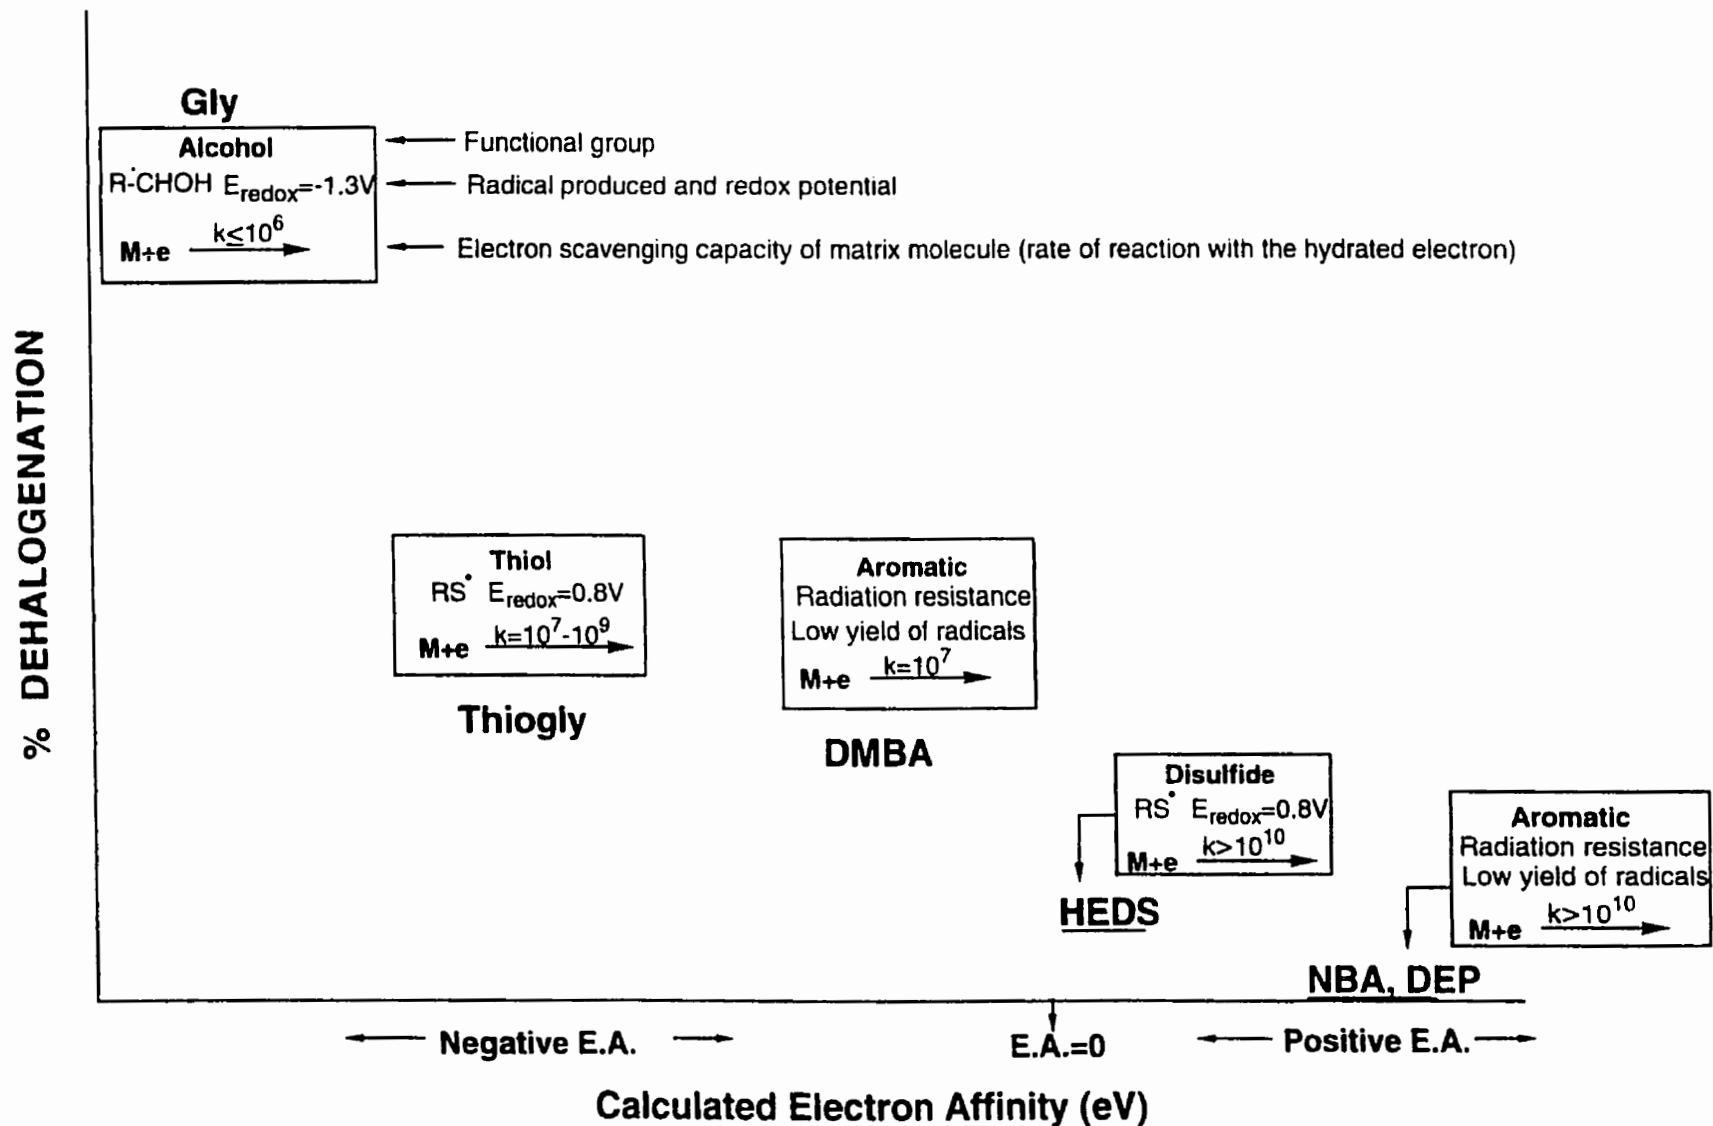 Gly
Alcohol
R-ĊHOH E_redox=-1.3V
M+e k≤10^6
Functional group
Radical produced and redox potential
Electron scavenging capacity of matrix molecule (rate of reaction with the hydrated electron)
% DEHALOGENATION
Thiol
RS• E_redox=0.8V
M+e k=10^7-10^9
Thiogly
Aromatic
Radiation resistance
Low yield of radicals
M+e k=10^7
DMBA
Disulfide
RS• E_redox=0.8V
M+e k>10^10
HEDS
Aromatic
Radiation resistance
Low yield of radicals
M+e k>10^10
NBA, DEP
Negative E.A.
E.A.=0
Positive E.A.
Calculated Electron Affinity (eV)